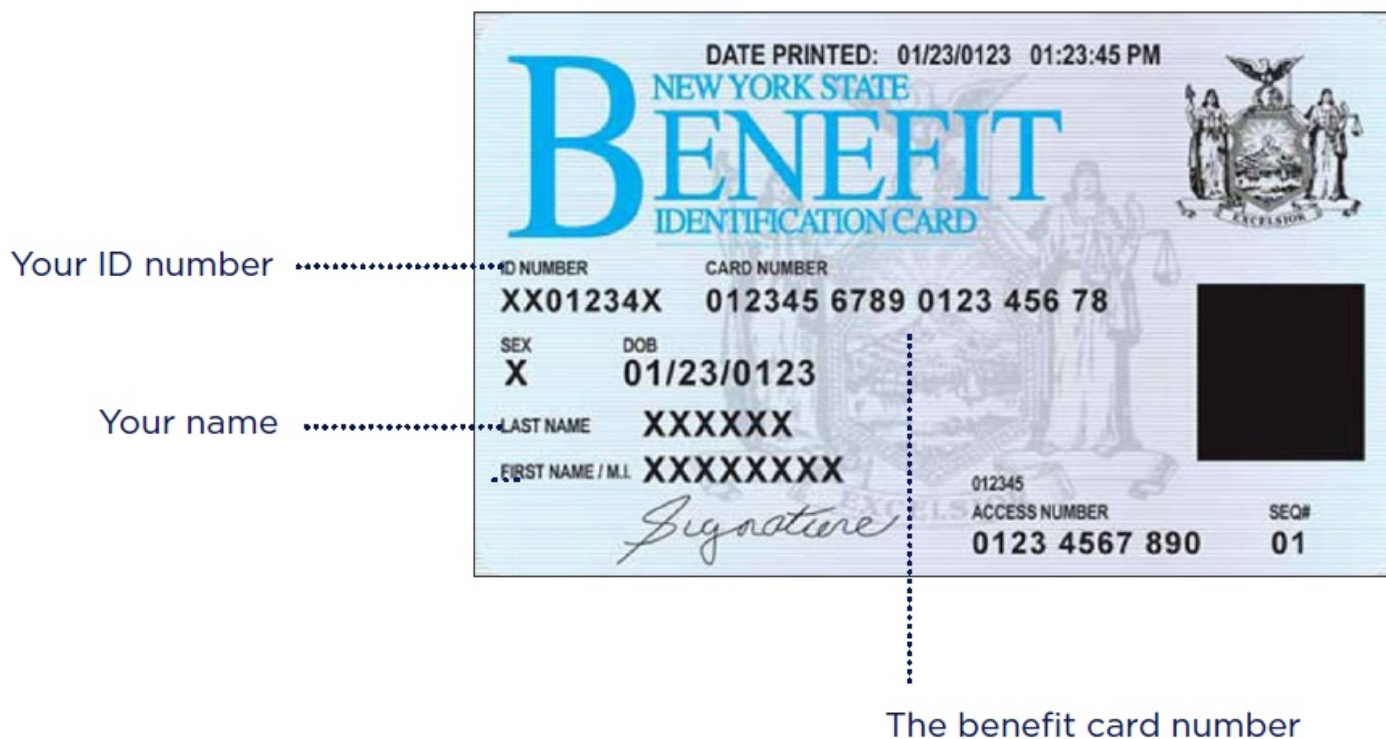 DATE PRINTED: 01/23/0123 01:23:45 PM
NEW YORK STATE
BENEFIT
IDENTIFICATION CARD
EXCELSIOR
Your ID number
ID NUMBER CARD NUMBER
XX01234X 012345 6789 0123 456 78
SEX DOB
X 01/23/0123
Your name
LAST NAME XXXXXX
FIRST NAME / M.I. XXXXXXXX
EXCELSIOR
Signature
012345
ACCESS NUMBER SEQ#
0123 4567 890 01
The benefit card number